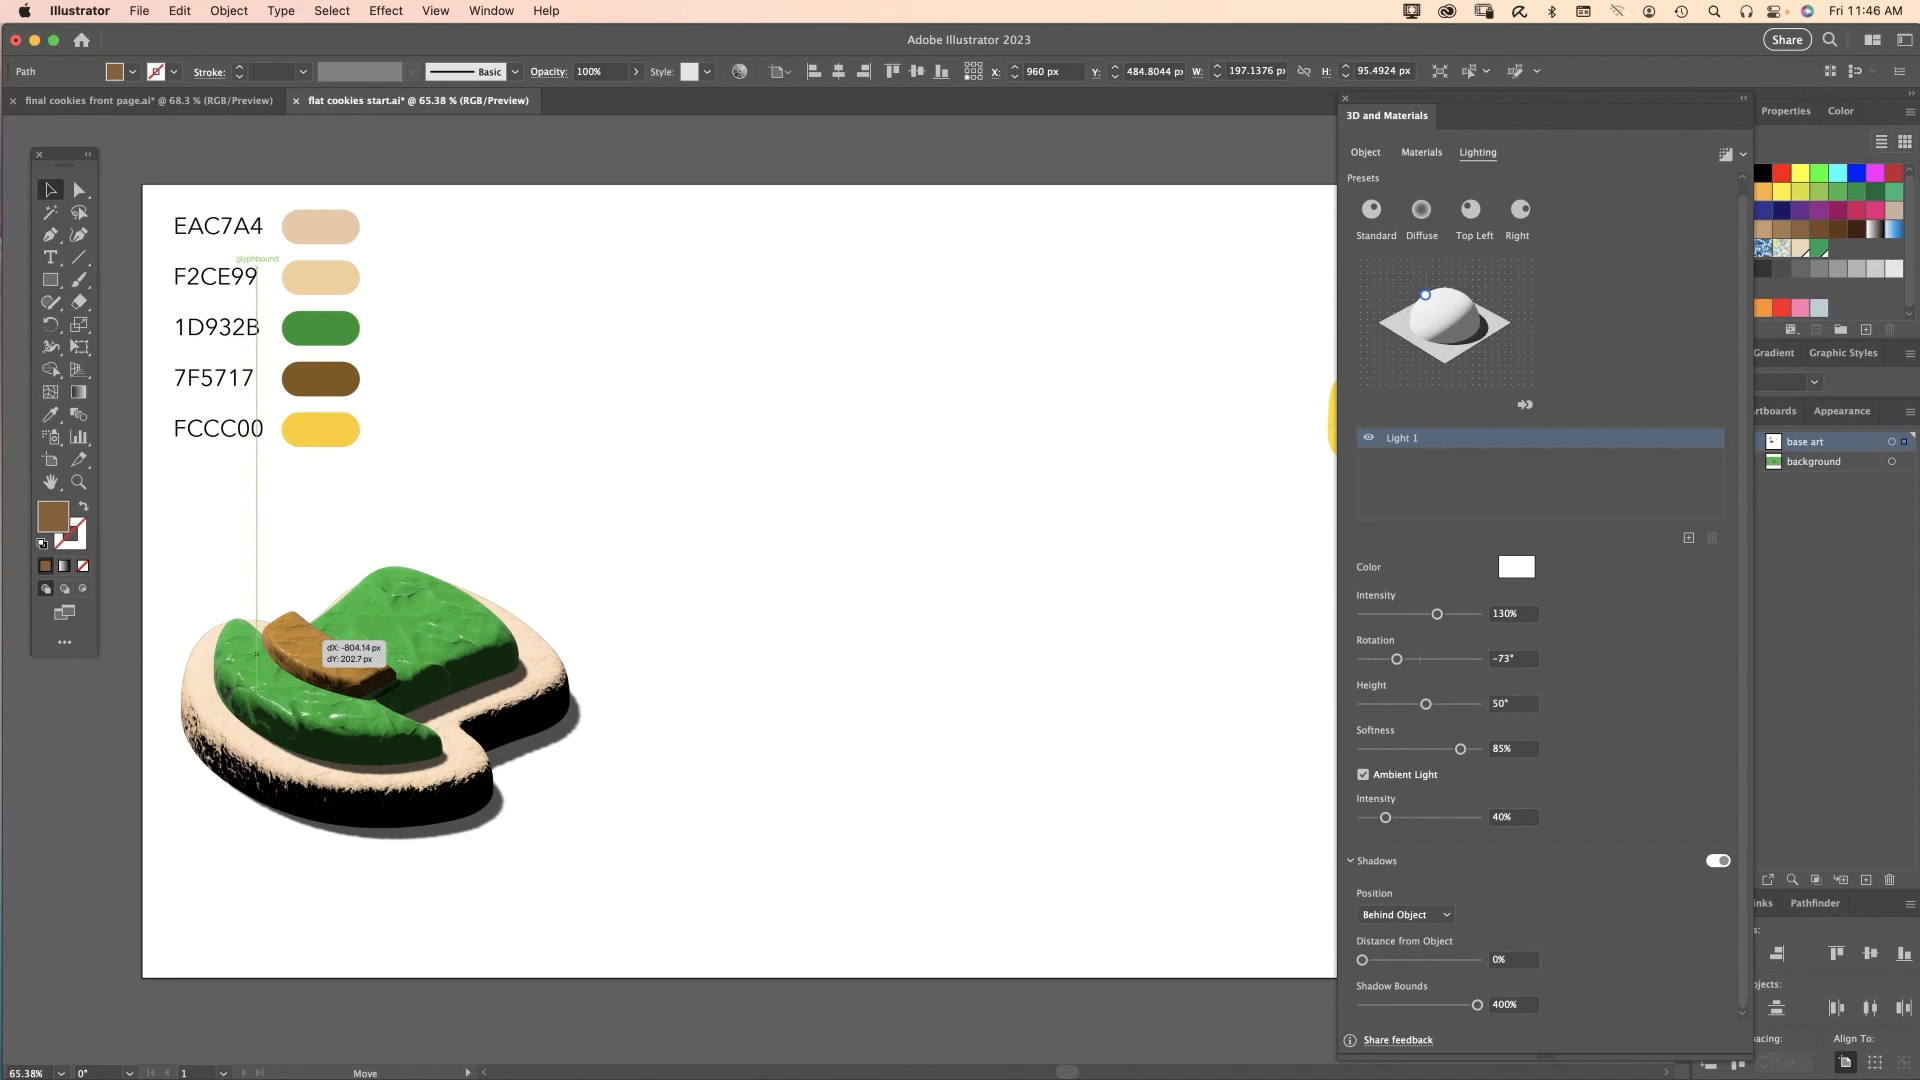 Illustrator File Edit Object Type Select Effect View Window Help Fri 11:46 AM
Adobe Illustrator 2023 Share
Path Stroke: Basic Opacity: 100% Style: X: 960 px Y: 484.8044 px W: 197.1376 px H: 95.4924 px
final cookies front page.ai* @ 68.3 % (RGB/Preview) flat cookies start.ai* @ 65.38 % (RGB/Preview)
EAC7A4
glyphbound
F2CE99
1D932B
7F5717
FCCC00
dX: -804.14 px
dY: 202.7 px
3D and Materials
Object Materials Lighting
Presets
Standard Diffuse Top Left Right
Light 1
Color
Intensity
130%
Rotation
-73°
Height
50°
Softness
85%
Ambient Light
Intensity
40%
Shadows
Position
Behind Object
Distance from Object
0%
Shadow Bounds
400%
Share feedback
Properties Color
Gradient Graphic Styles
rtboards Appearance
base art
background
inks Pathfinder
s:
jects:
acing: Align To:
65.38% 0° 1 Move